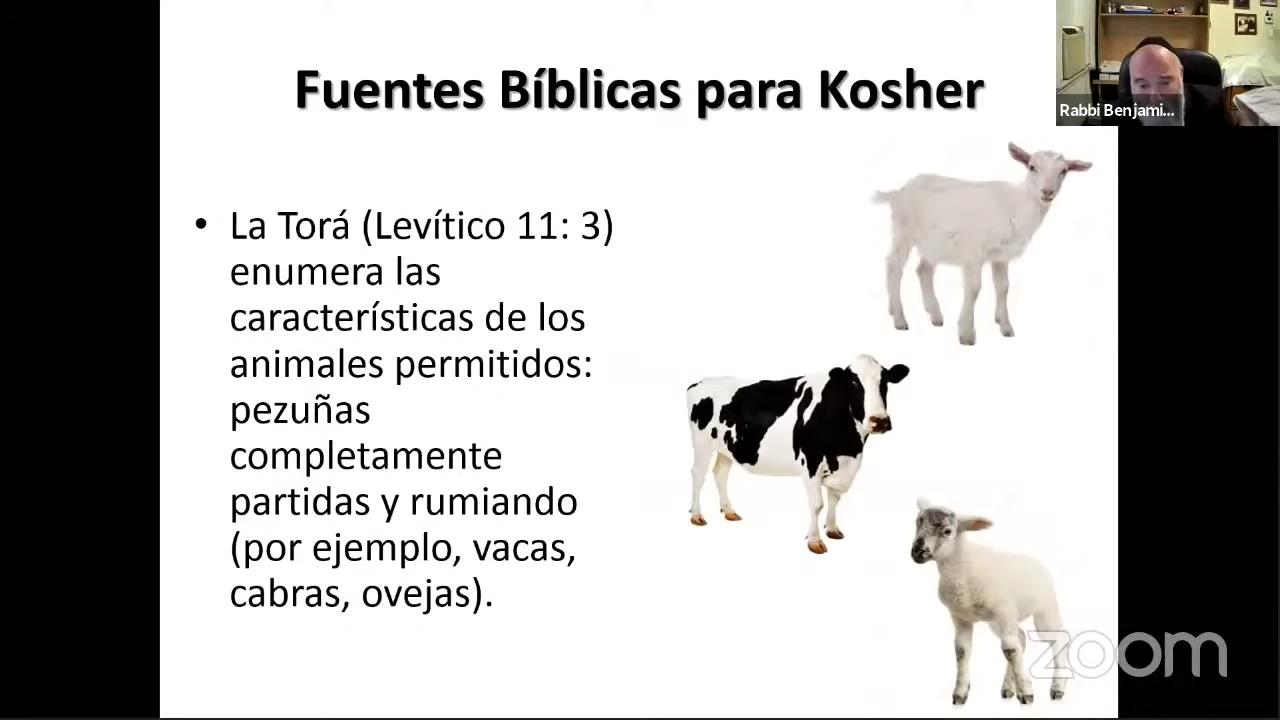 Fuentes Bíblicas para Kosher
Rabbi Benjami...
• La Torá (Levítico 11: 3)
enumera las
características de los
animales permitidos:
pezuñas
completamente
partidas y rumiando
(por ejemplo, vacas,
cabras, ovejas).
zoom